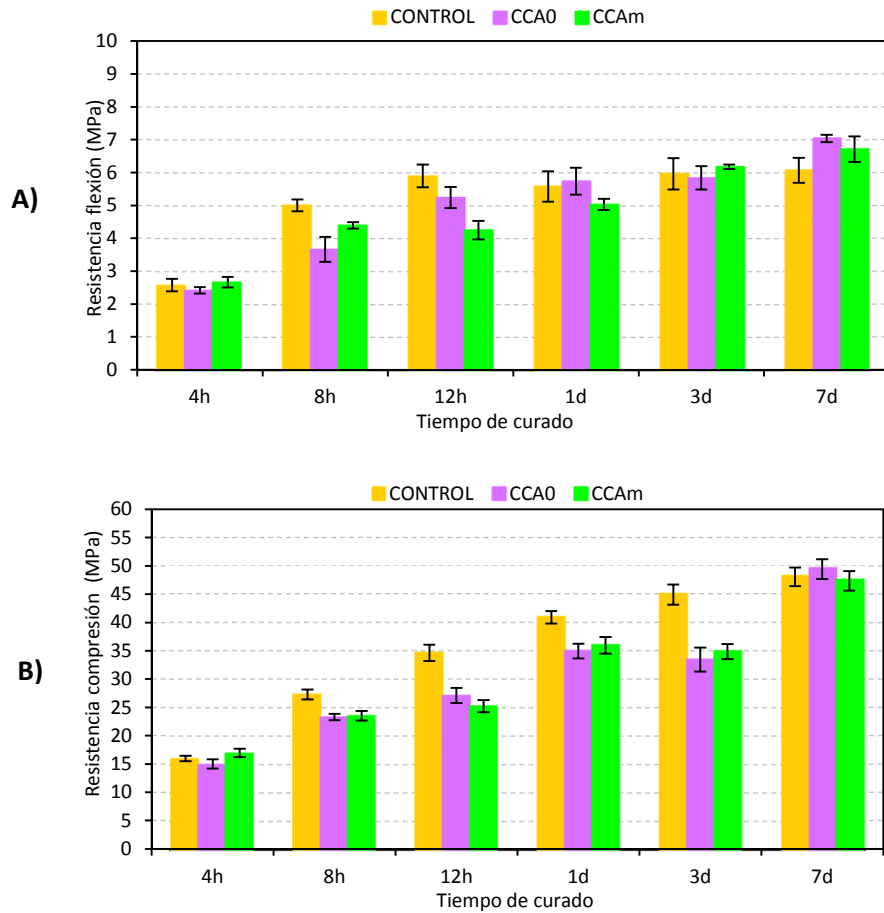 CONTROL CCA0 CCAm
10
9
8
7
6
5
4
3
2
1
0
Resistencia flexión (MPa)
A)
4h 8h 12h 1d 3d 7d
Tiempo de curado
CONTROL CCA0 CCAm
60
55
50
45
40
35
30
25
20
15
10
5
0
Resistencia compresión (MPa)
B)
4h 8h 12h 1d 3d 7d
Tiempo de curado